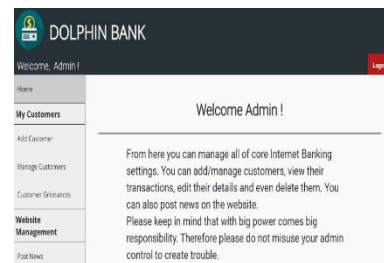 DOLPHIN BANK
Welcome, Admin !
Home
My Customers
Add Customer
Manage Customers
Customer Grievances
Website
Management
Post News
Welcome Admin !
From here you can manage all of core Internet Banking
settings. You can add/manage customers, view their
transactions, edit their details and even delete them. You
can also post news on the website.
Please keep in mind that with big power comes big
responsibility. Therefore please do not misuse your admin
control to create trouble.